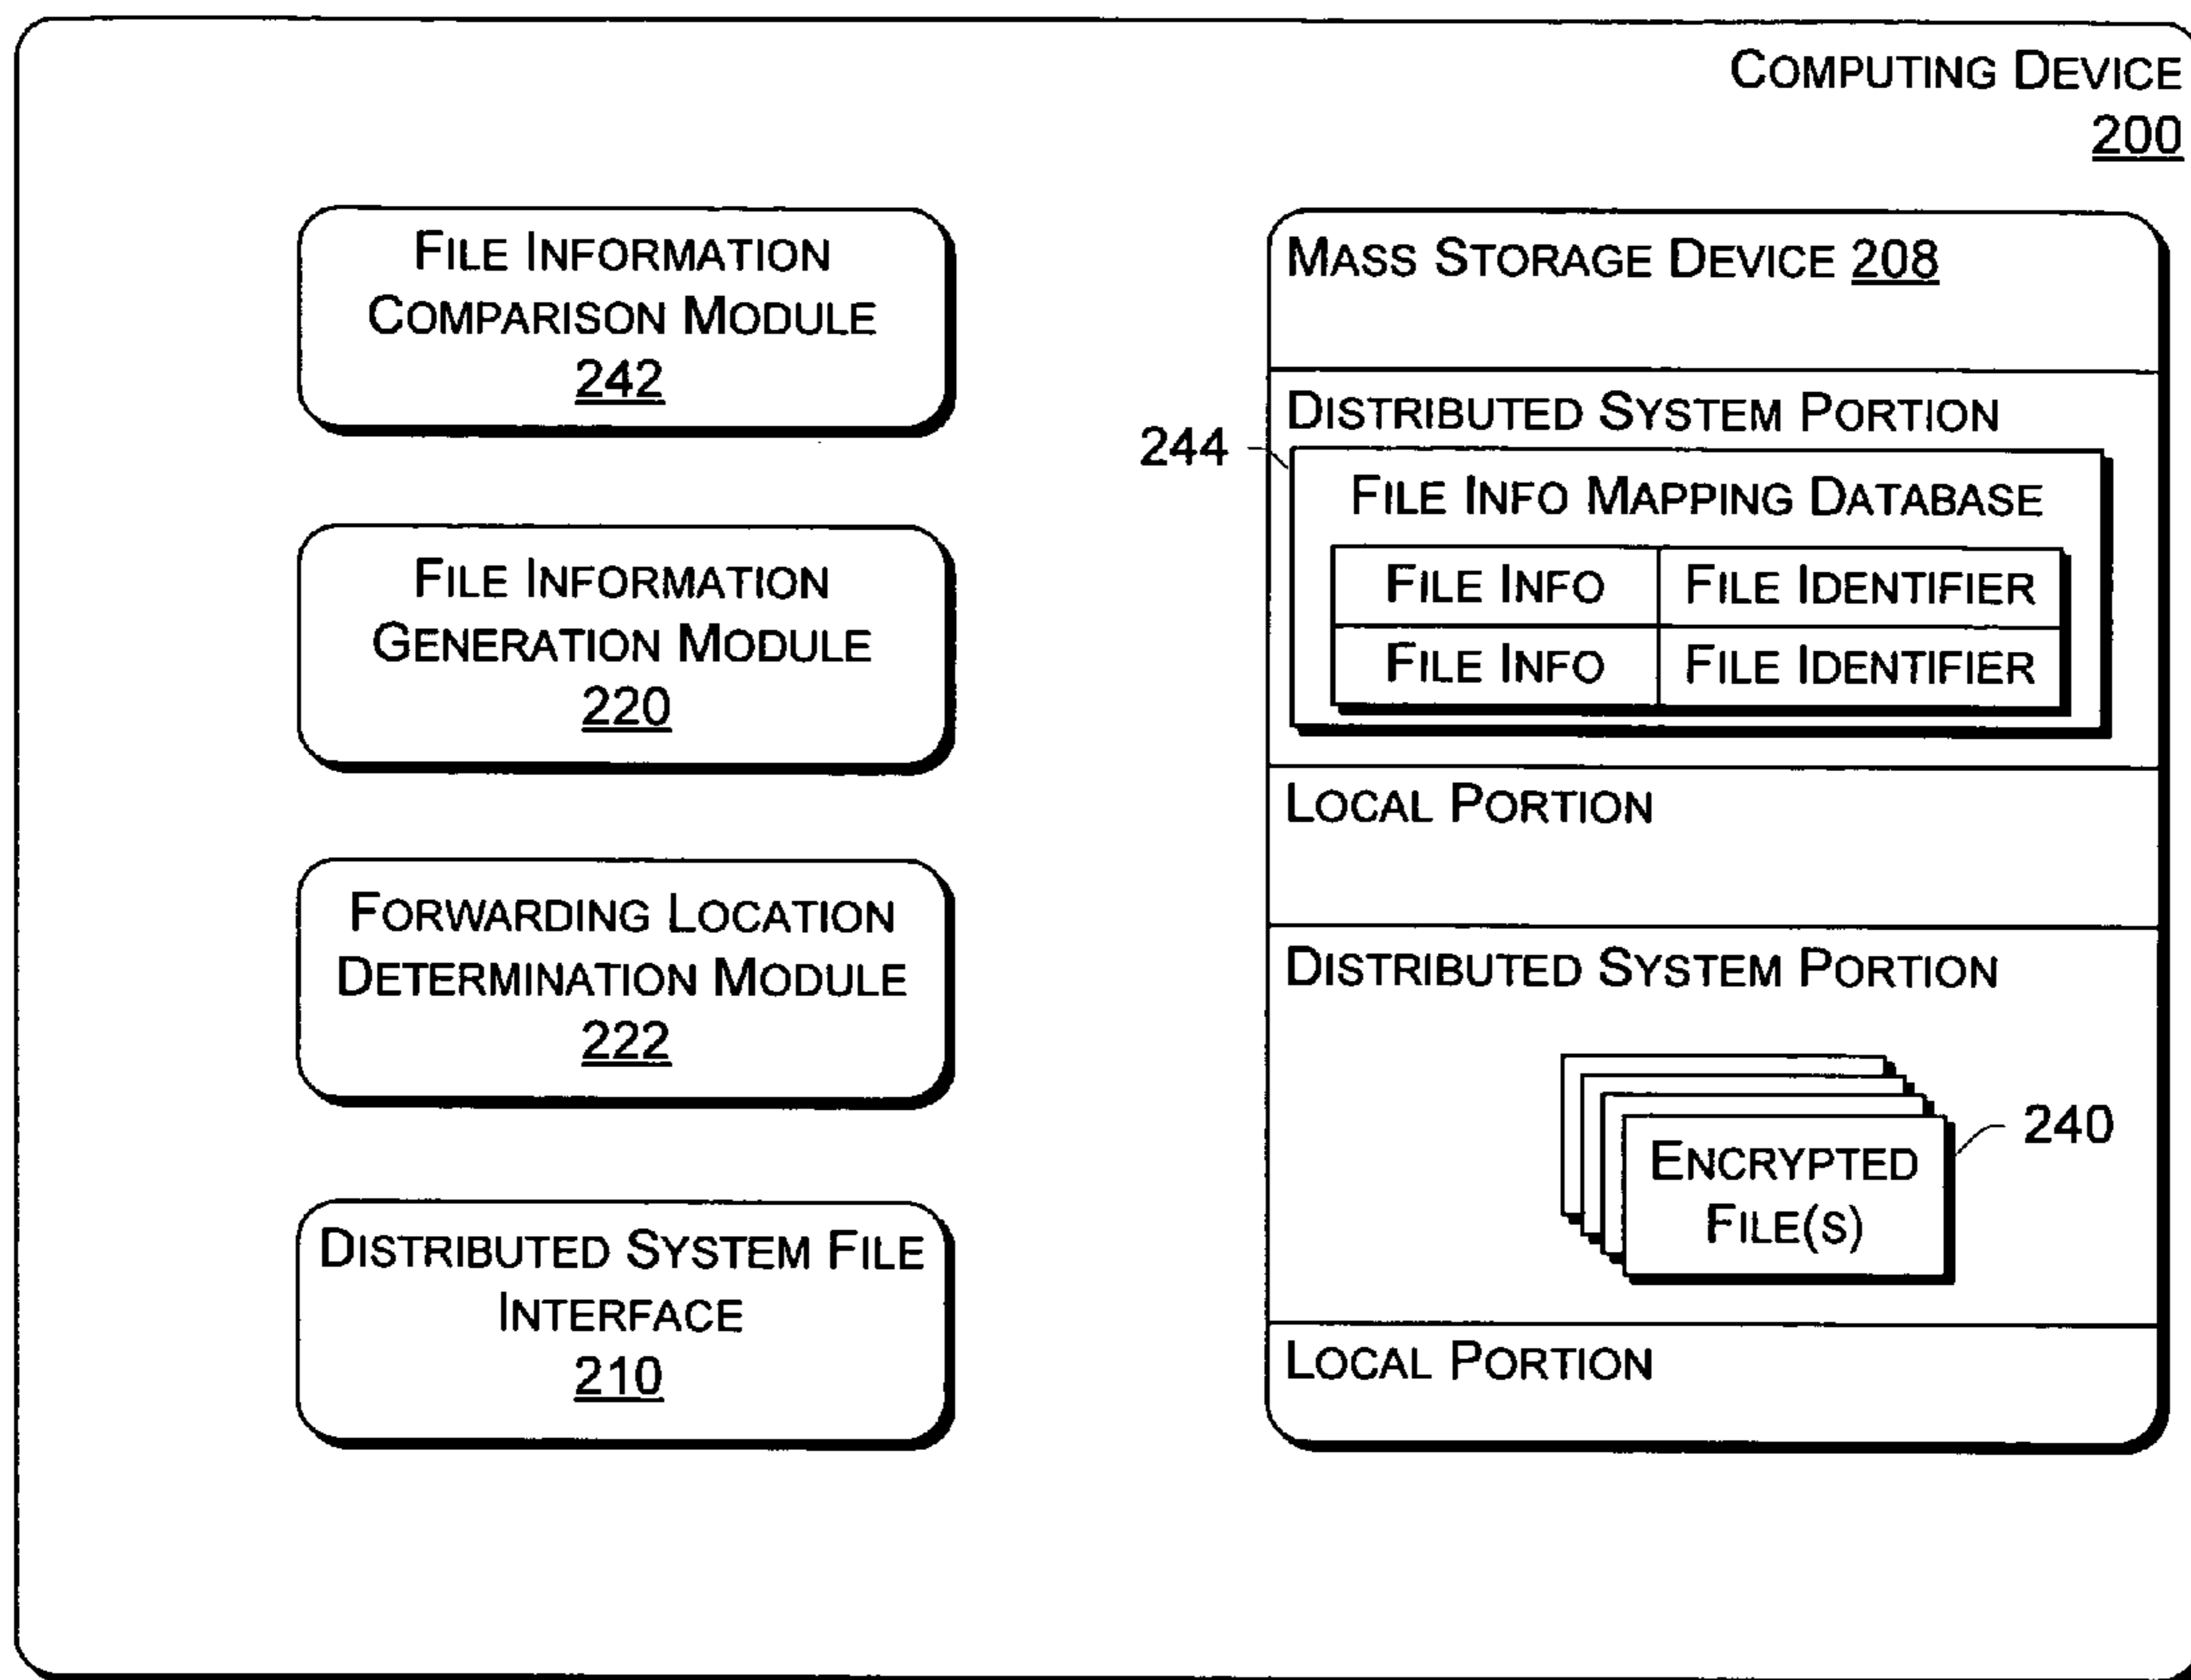 COMPUTING DEVICE
200
FILE INFORMATION
COMPARISON MODULE
242
FILE INFORMATION
GENERATION MODULE
220
FORWARDING LOCATION
DETERMINATION MODULE
222
DISTRIBUTED SYSTEM FILE
INTERFACE
210
MASS STORAGE DEVICE 208
DISTRIBUTED SYSTEM PORTION
244
FILE INFO MAPPING DATABASE
FILE INFO FILE IDENTIFIER
FILE INFO FILE IDENTIFIER
LOCAL PORTION
DISTRIBUTED SYSTEM PORTION
240
ENCRYPTED
FILE(S)
LOCAL PORTION